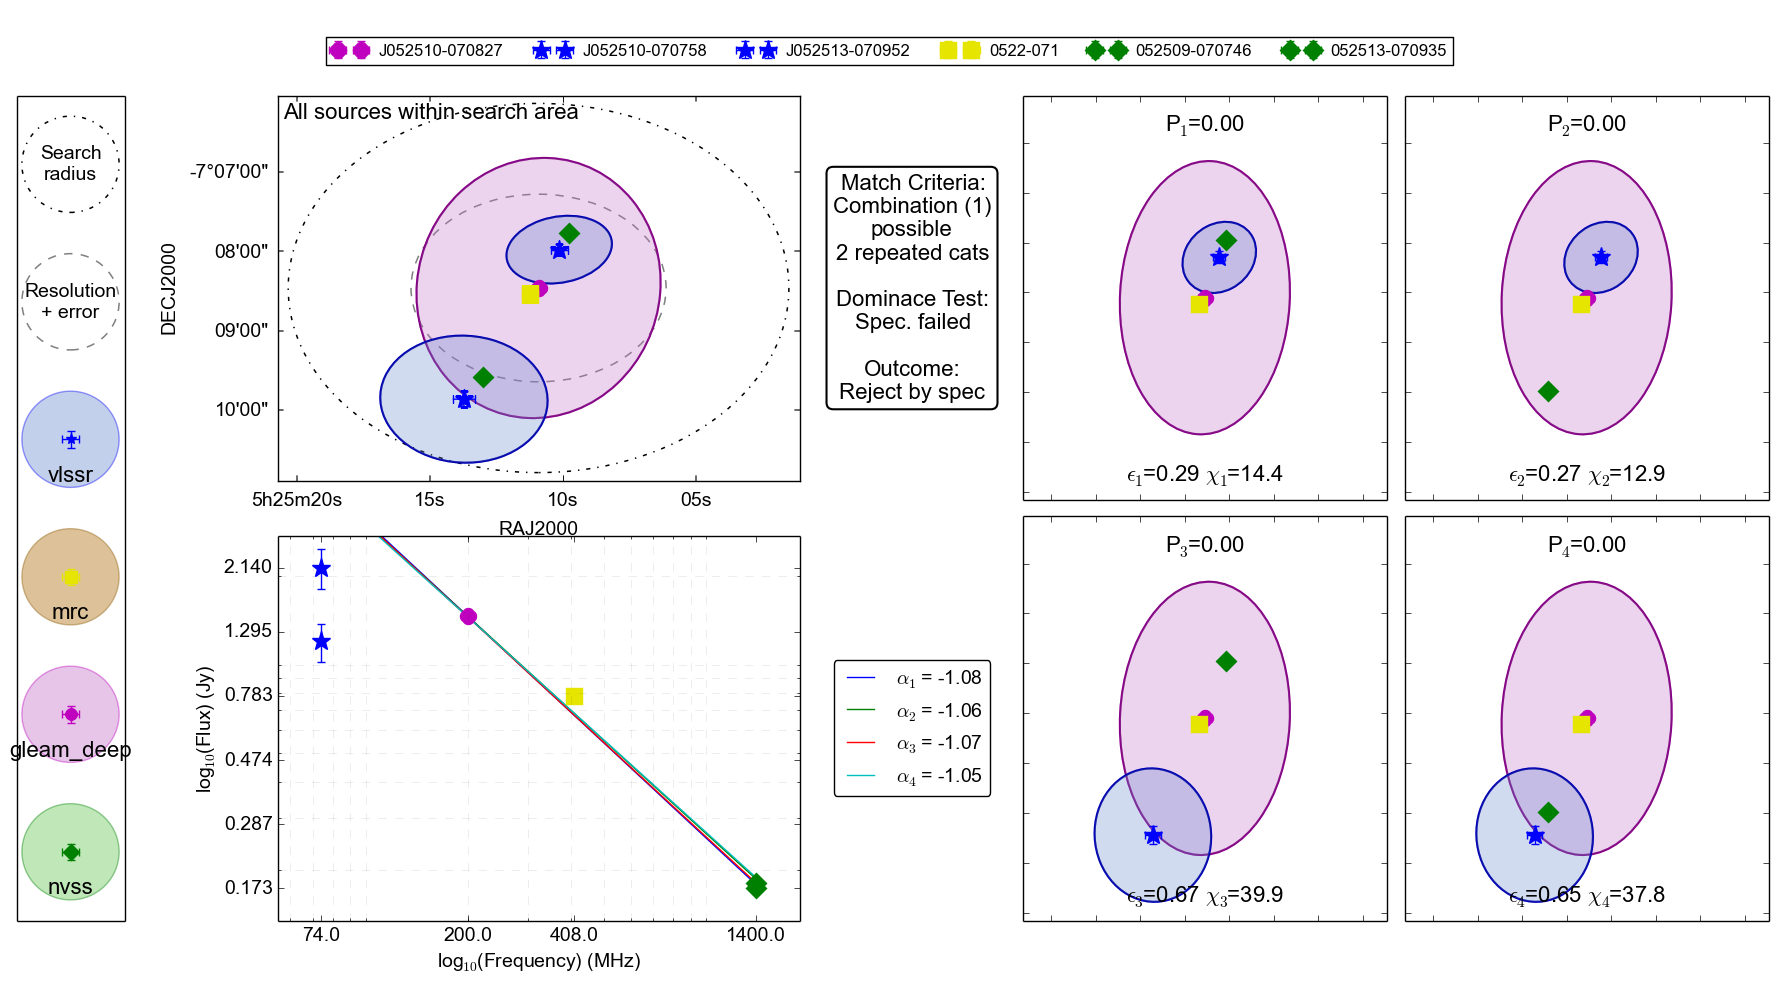 J052510-070827 J052510-070758 J052513-070952 0522-071 052509-070746 052513-070935
Search
radius
Resolution
+ error
vlssr
mrc
gleam_deep
nvss
All sources within search area
DECJ2000
-7°07'00"
08'00"
09'00"
10'00"
5h25m20s 15s 10s 05s
RAJ2000
Match Criteria:
Combination (1)
possible
2 repeated cats
Dominace Test:
Spec. failed
Outcome:
Reject by spec
P1=0.00
ϵ1=0.29 χ1=14.4
P2=0.00
ϵ2=0.27 χ2=12.9
log10(Flux) (Jy)
2.140
1.295
0.783
0.474
0.287
0.173
74.0 200.0 408.0 1400.0
log10(Frequency) (MHz)
α1 = -1.08
α2 = -1.06
α3 = -1.07
α4 = -1.05
P3=0.00
ϵ3=0.67 χ3=39.9
P4=0.00
ϵ4=0.65 χ4=37.8